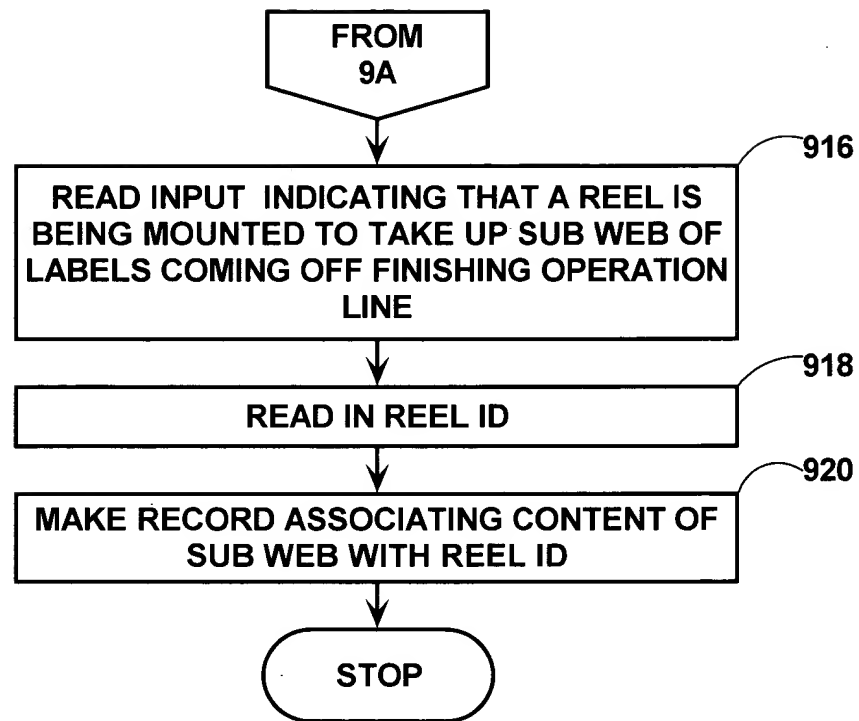 FROM
9A
916
READ INPUT INDICATING THAT A REEL IS
BEING MOUNTED TO TAKE UP SUB WEB OF
LABELS COMING OFF FINISHING OPERATION
LINE
918
READ IN REEL ID
920
MAKE RECORD ASSOCIATING CONTENT OF
SUB WEB WITH REEL ID
STOP